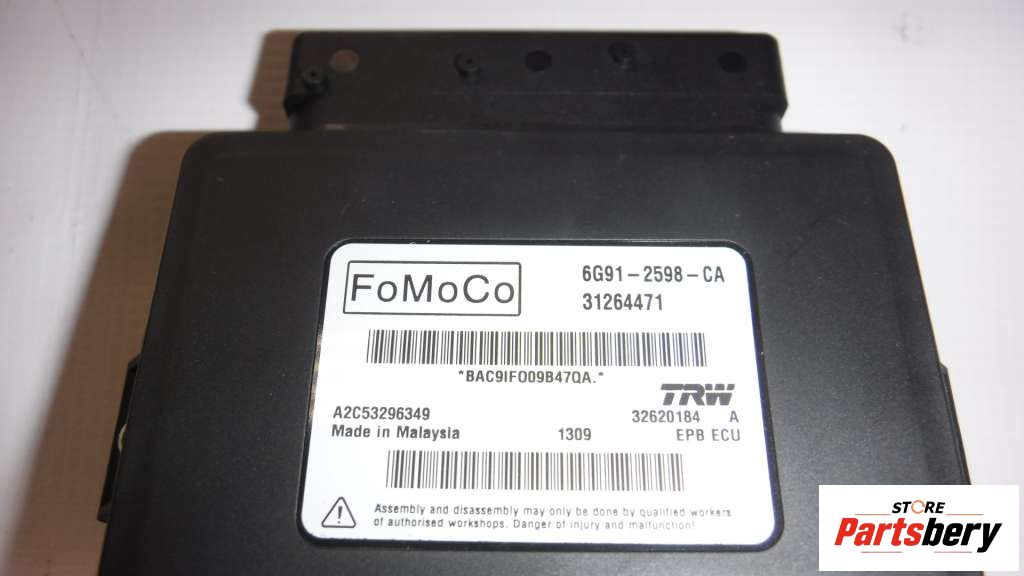 FoMoCo
6G91-2598-CA
31264471
*BAC9IFO09B47QA.*
TRW
A2C53296349
32620184 A
Made in Malaysia 1309 EPB ECU
Assembly and disassembly may only be done by qualified workers
of authorised workshops. Danger of injury and malfunction!
STORE
Partsbery